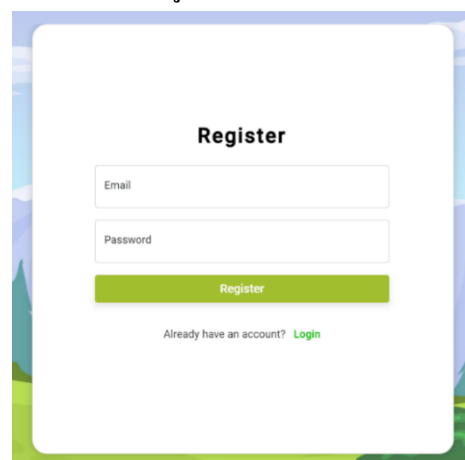 Register
Email
Password
Register
Already have an account? Login